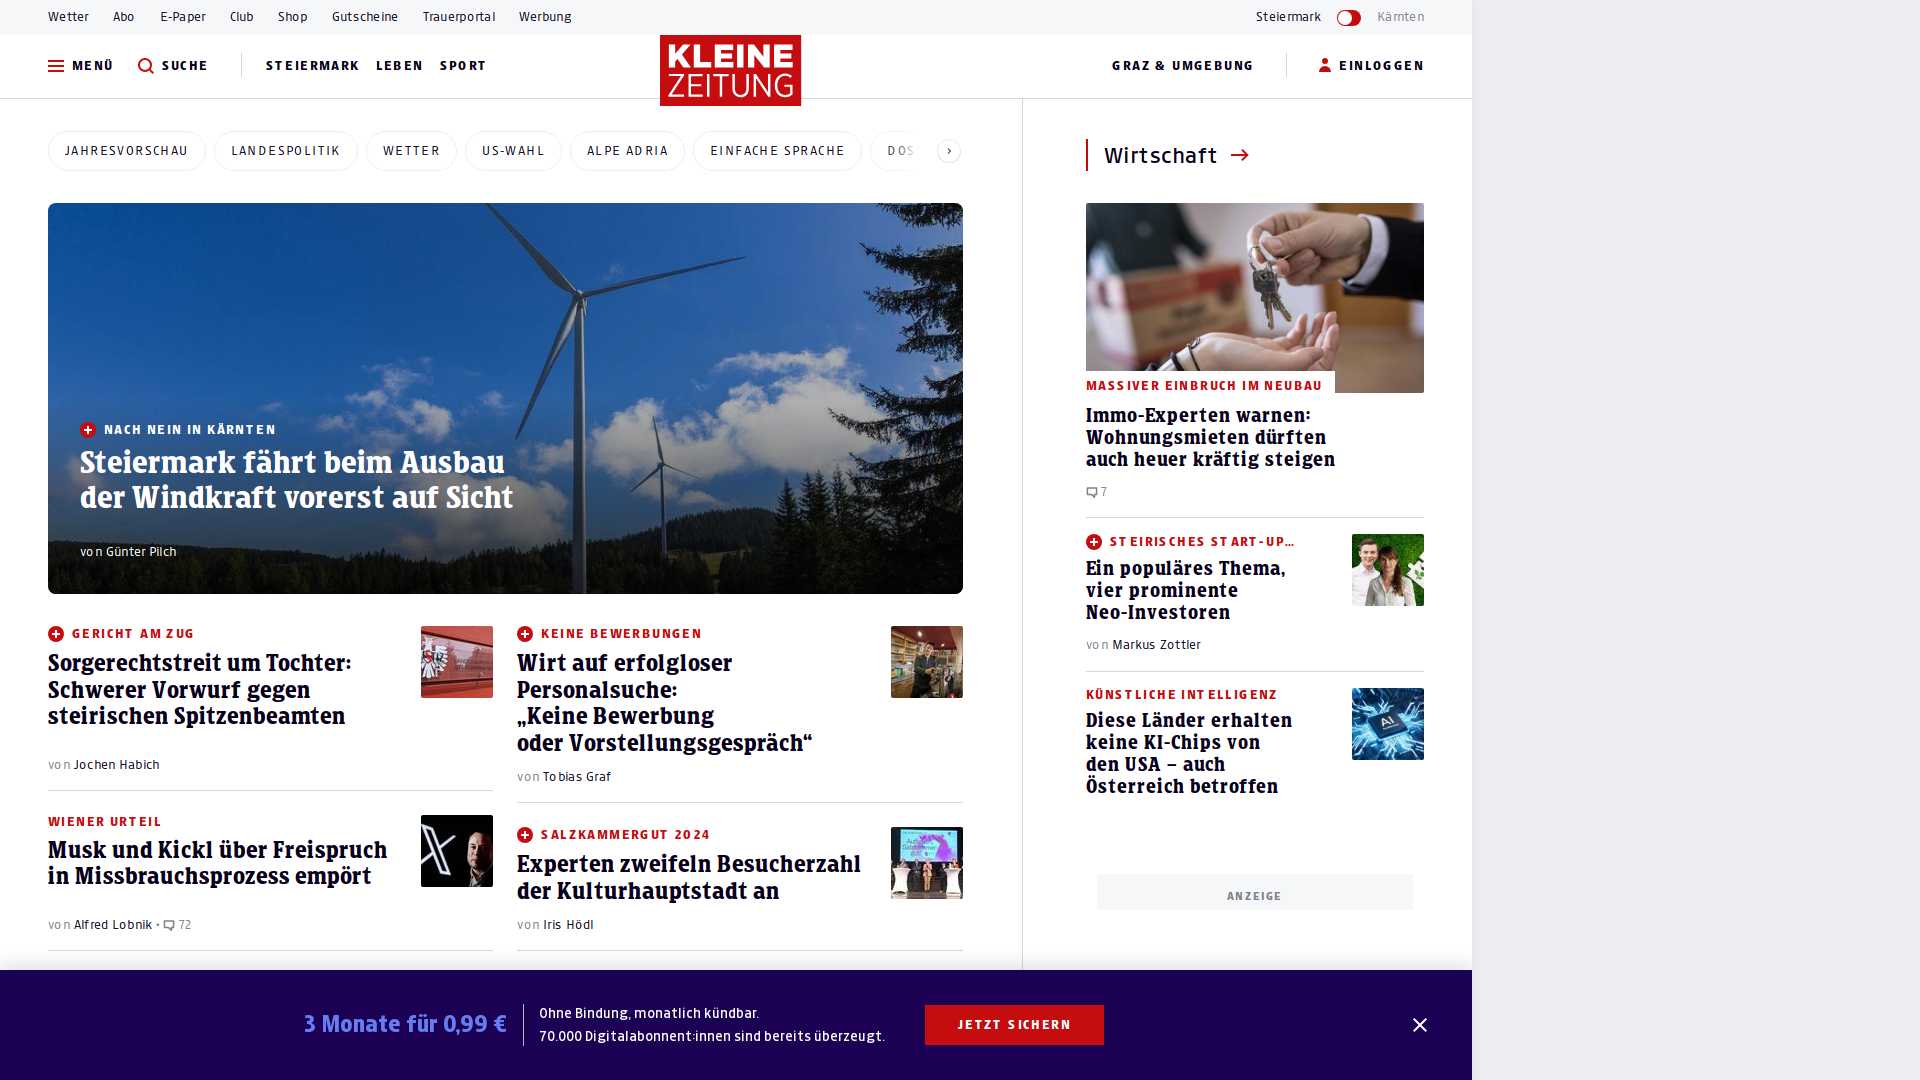 Wetter Abo E-Paper Club Shop Gutscheine Trauerportal Werbung Steiermark Kärnten
MENÜ SUCHE STEIERMARK LEBEN SPORT
KLEINE
ZEITUNG
GRAZ & UMGEBUNG EINLOGGEN
JAHRESVORSCHAU LANDESPOLITIK WETTER US-WAHL ALPE ADRIA EINFACHE SPRACHE DOS
NACH NEIN IN KÄRNTEN
Steiermark fährt beim Ausbau
der Windkraft vorerst auf Sicht
von Günter Pilch
GERICHT AM ZUG
Sorgerechtstreit um Tochter:
Schwerer Vorwurf gegen
steirischen Spitzenbeamten
von Jochen Habich
WIENER URTEIL
Musk und Kickl über Freispruch
in Missbrauchsprozess empört
von Alfred Lobnik • 72
KEINE BEWERBUNGEN
Wirt auf erfolgloser
Personalsuche:
„Keine Bewerbung
oder Vorstellungsgespräch“
von Tobias Graf
SALZKAMMERGUT 2024
Experten zweifeln Besucherzahl
der Kulturhauptstadt an
von Iris Hödl
Wirtschaft
MASSIVER EINBRUCH IM NEUBAU
Immo-Experten warnen:
Wohnungsmieten dürften
auch heuer kräftig steigen
7
STEIRISCHES START-UP…
Ein populäres Thema,
vier prominente
Neo-Investoren
von Markus Zottler
KÜNSTLICHE INTELLIGENZ
Diese Länder erhalten
keine KI-Chips von
den USA – auch
Österreich betroffen
AI
ANZEIGE
3 Monate für 0,99 €
Ohne Bindung, monatlich kündbar.
70.000 Digitalabonnent:innen sind bereits überzeugt.
JETZT SICHERN